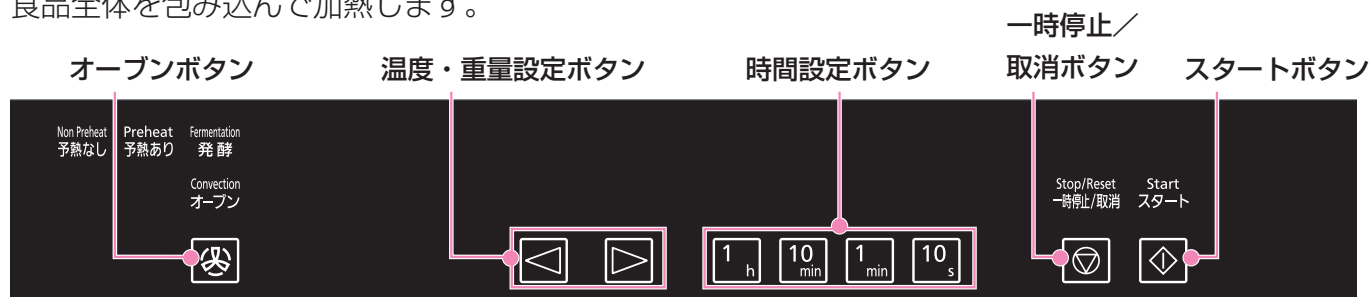 食品全体を包み込んで加熱します。
一時停止／
取消ボタン
オーブンボタン
温度・重量設定ボタン
時間設定ボタン
スタートボタン
Non Preheat
予熱なし
Preheat
予熱あり
Fermentation
発酵
Convection
オーブン
Stop/Reset
一時停止/取消
Start
スタート
1 h
10 min
1 min
10 s